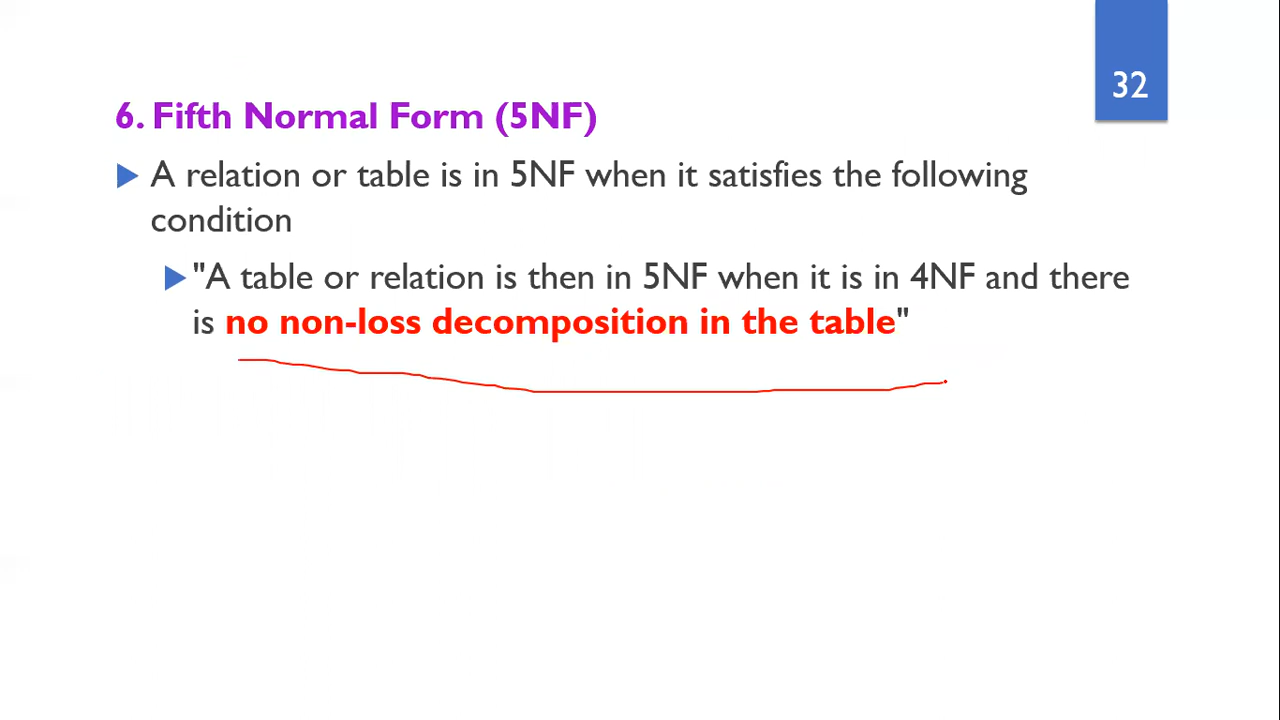 32
6. Fifth Normal Form (5NF)
A relation or table is in 5NF when it satisfies the following
condition
"A table or relation is then in 5NF when it is in 4NF and there
is no non-loss decomposition in the table"